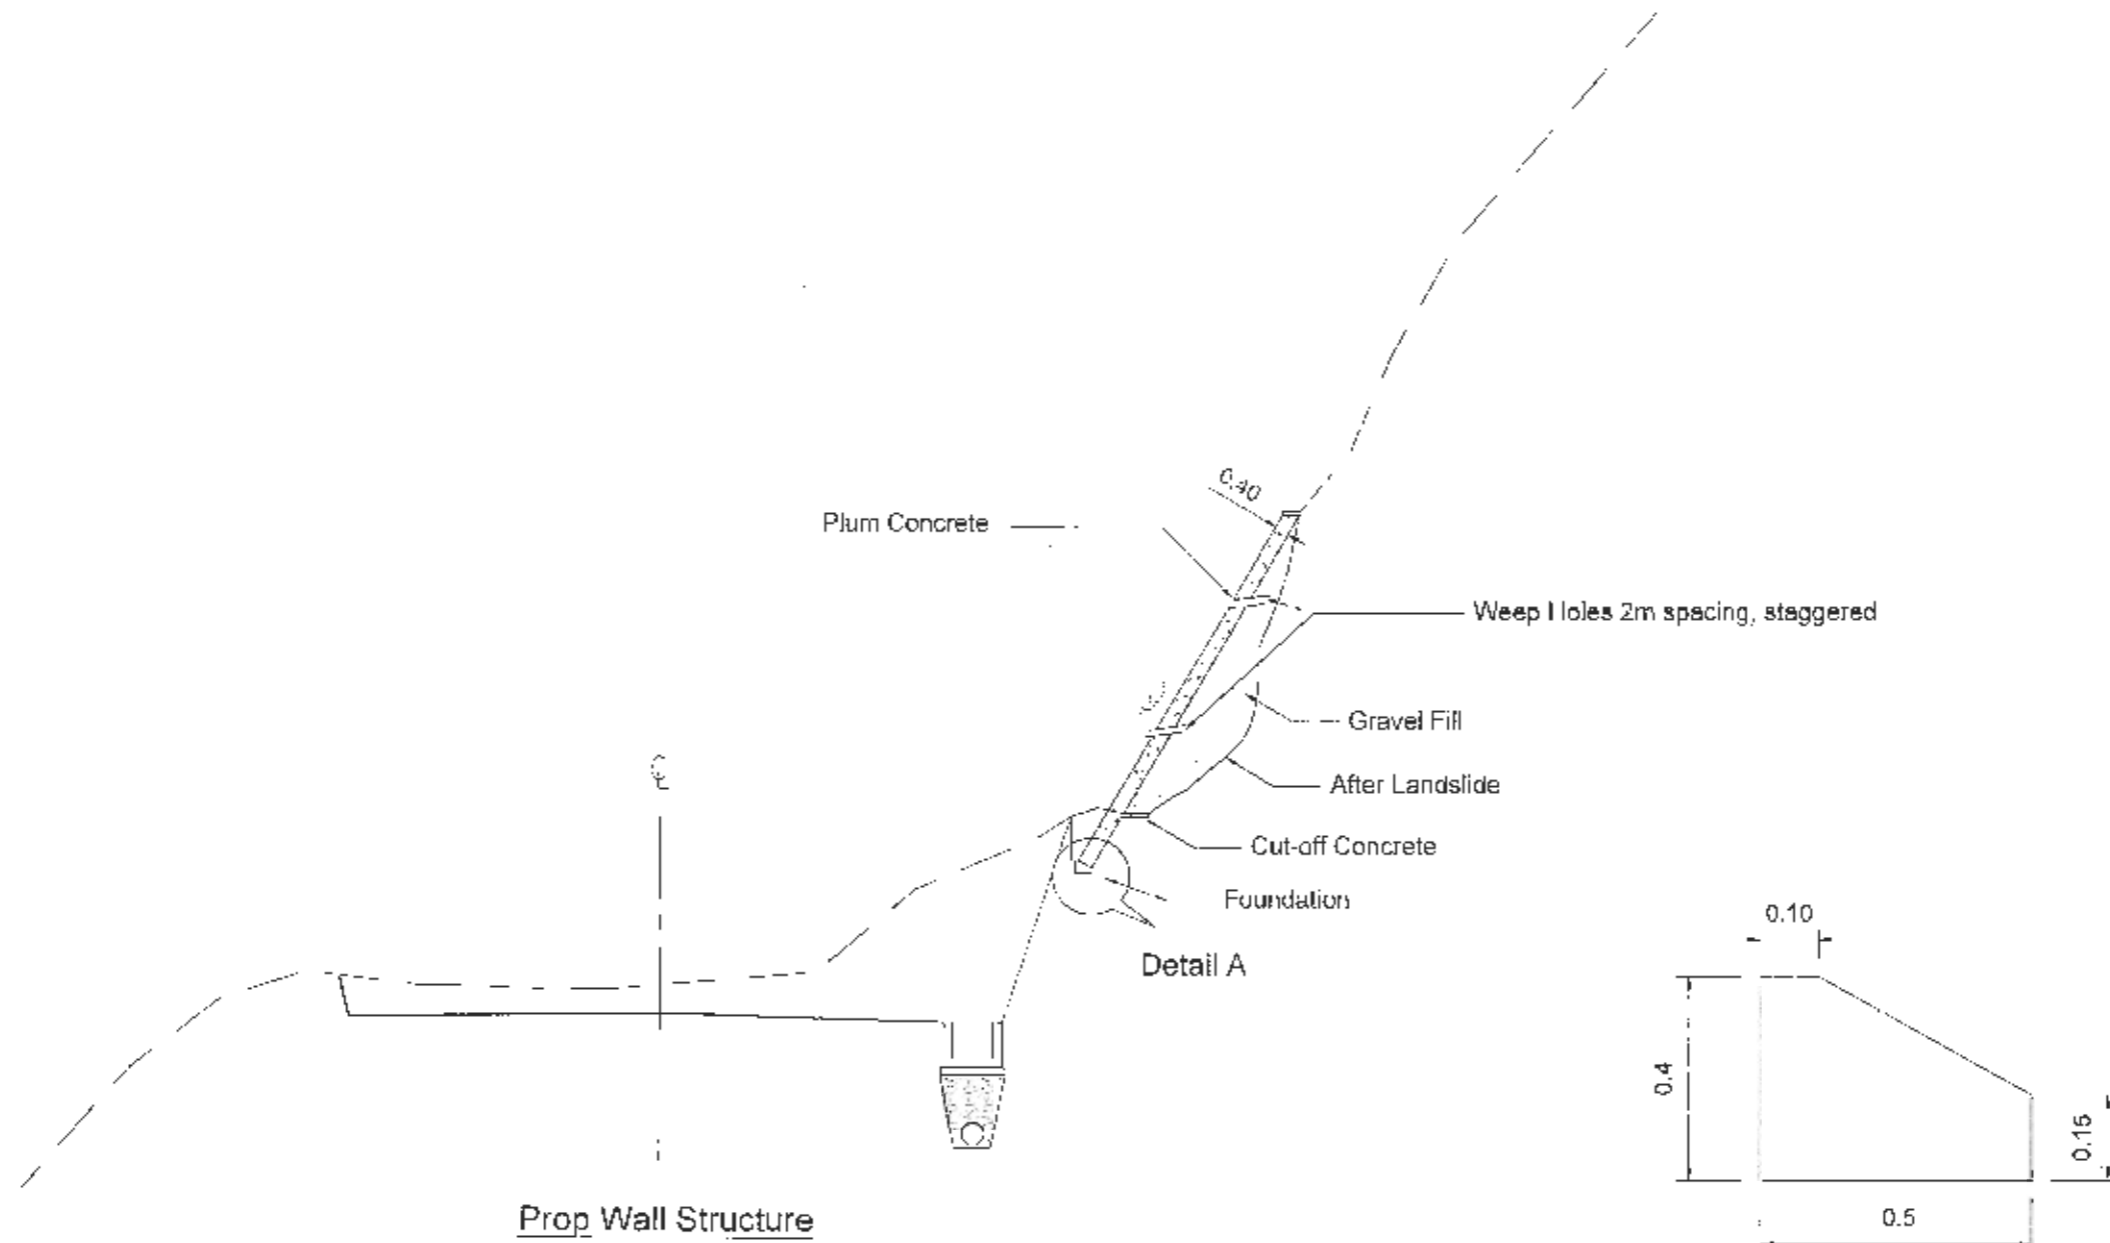 0.40
Plum Concrete
Weep Holes 2m spacing, staggered
Gravel Fill
After Landslide
℄
Cut-off Concrete
Foundation
Detail A
0.10
0.4
0.15
0.5
Prop Wall Structure